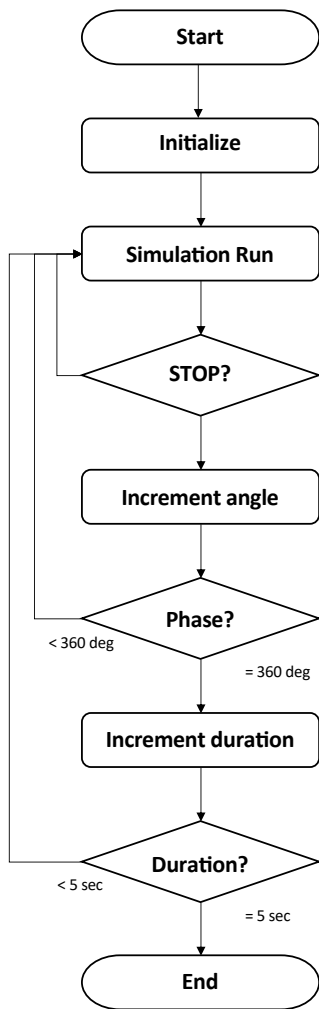 Start
Initialize
Simulation Run
STOP?
Increment angle
Phase?
< 360 deg
= 360 deg
Increment duration
Duration?
< 5 sec
= 5 sec
End